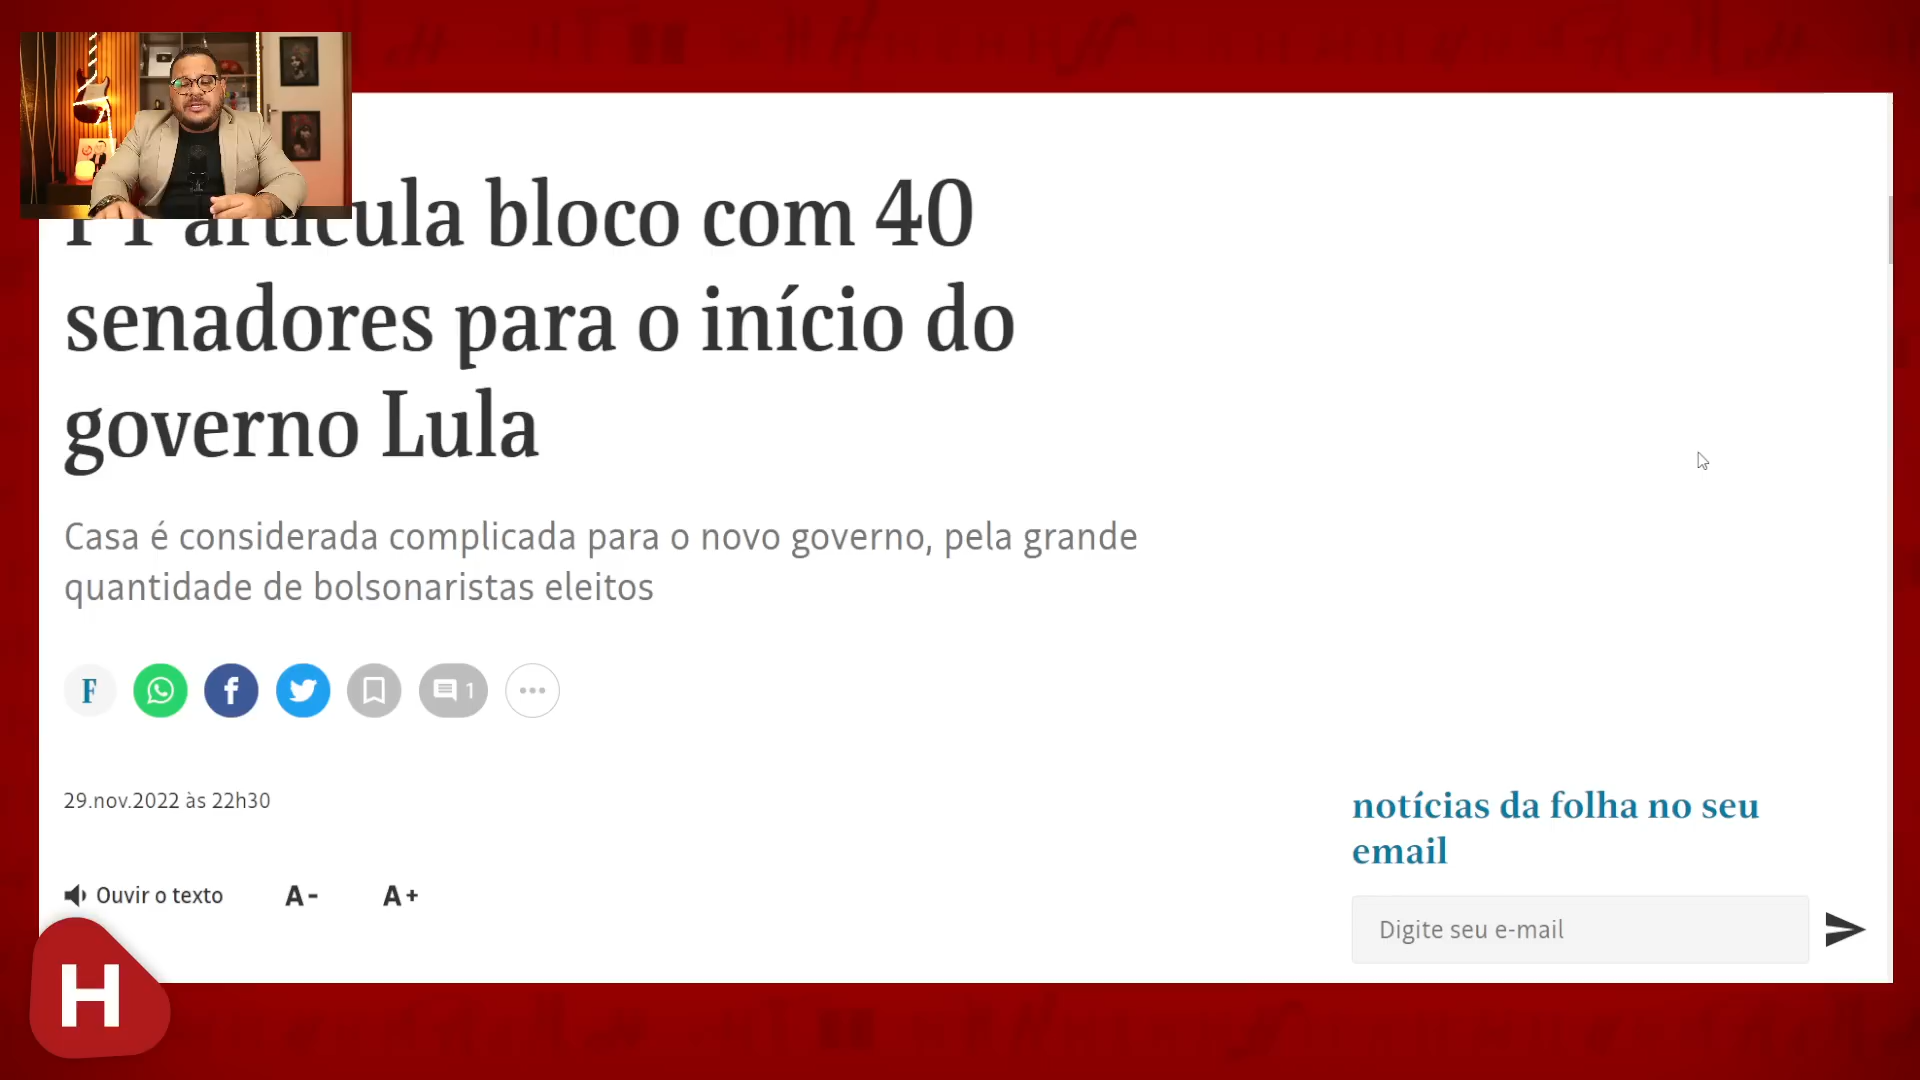 PT articula bloco com 40
senadores para o início do
governo Lula
Casa é considerada complicada para o novo governo, pela grande
quantidade de bolsonaristas eleitos
F
f
1
29.nov.2022 às 22h30
Ouvir o texto A- A+
notícias da folha no seu
email
Digite seu e-mail
H